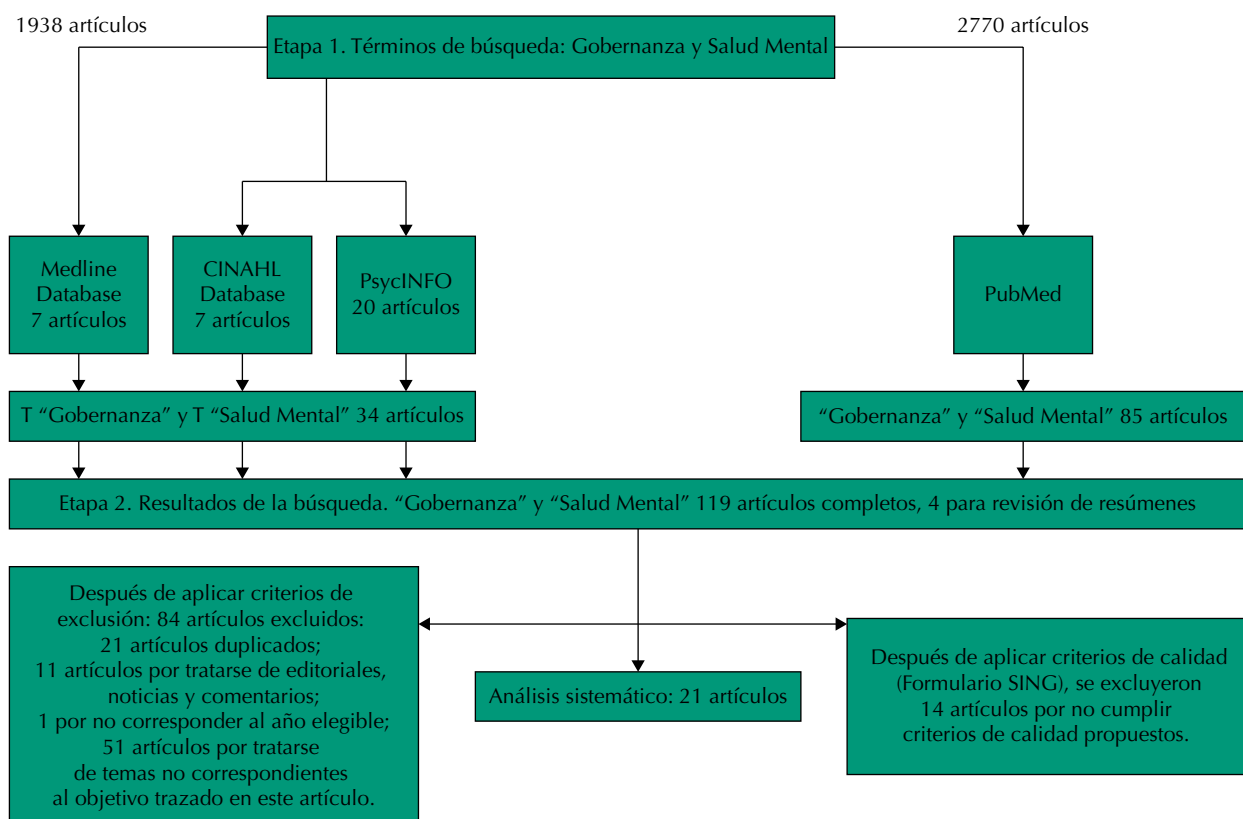 1938 artículos
2770 artículos
Etapa 1. Términos de búsqueda: Gobernanza y Salud Mental
Medline
Database
7 artículos
CINAHL
Database
7 artículos
PsycINFO
20 artículos
PubMed
T “Gobernanza” y T “Salud Mental” 34 artículos
“Gobernanza” y “Salud Mental” 85 artículos
Etapa 2. Resultados de la búsqueda. “Gobernanza” y “Salud Mental” 119 artículos completos, 4 para revisión de resúmenes
Después de aplicar criterios de
exclusión: 84 artículos excluidos:
21 artículos duplicados;
11 artículos por tratarse de editoriales,
noticias y comentarios;
1 por no corresponder al año elegible;
51 artículos por tratarse
de temas no correspondientes
al objetivo trazado en este artículo.
Análisis sistemático: 21 artículos
Después de aplicar criterios de calidad
(Formulario SING), se excluyeron
14 artículos por no cumplir
criterios de calidad propuestos.